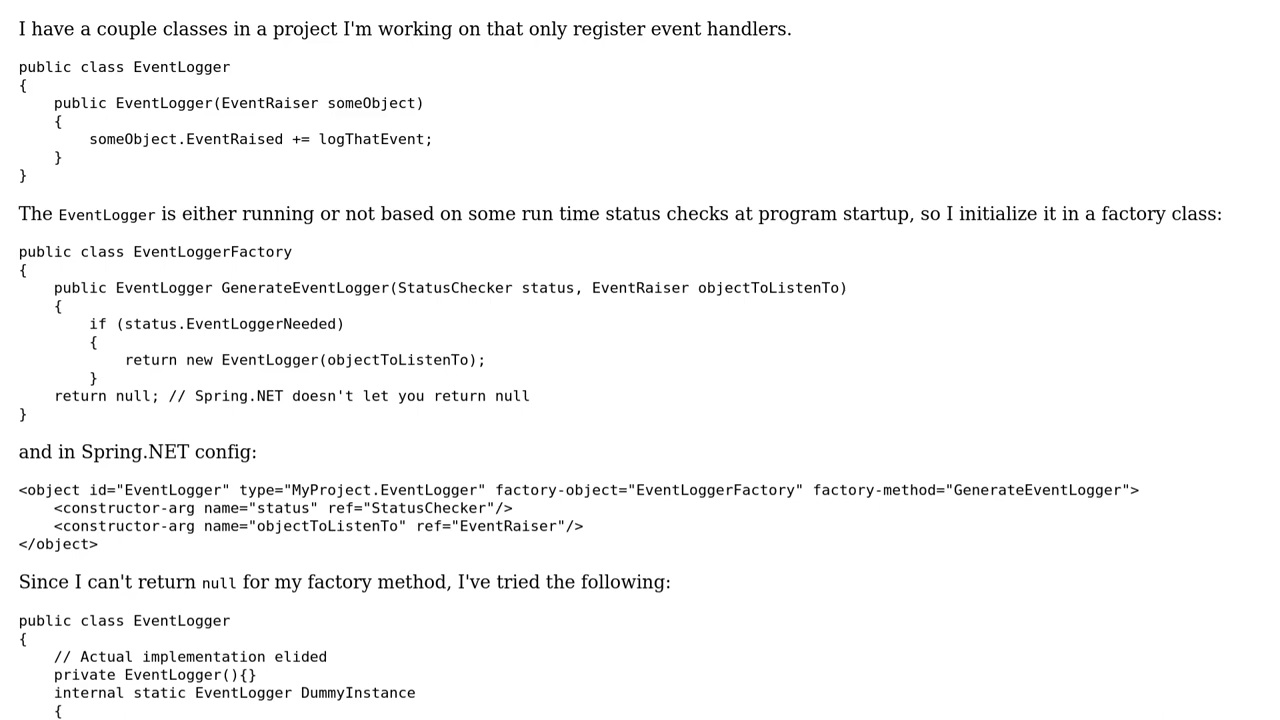 I have a couple classes in a project I'm working on that only register event handlers.
public class EventLogger
{
    public EventLogger(EventRaiser someObject)
    {
        someObject.EventRaised += logThatEvent;
    }
}
The EventLogger is either running or not based on some run time status checks at program startup, so I initialize it in a factory class:
public class EventLoggerFactory
{
    public EventLogger GenerateEventLogger(StatusChecker status, EventRaiser objectToListenTo)
    {
        if (status.EventLoggerNeeded)
        {
            return new EventLogger(objectToListenTo);
        }
    return null; // Spring.NET doesn't let you return null
}
and in Spring.NET config:
<object id="EventLogger" type="MyProject.EventLogger" factory-object="EventLoggerFactory" factory-method="GenerateEventLogger">
    <constructor-arg name="status" ref="StatusChecker"/>
    <constructor-arg name="objectToListenTo" ref="EventRaiser"/>
</object>
Since I can't return null for my factory method, I've tried the following:
public class EventLogger
{
    // Actual implementation elided
    private EventLogger(){}
    internal static EventLogger DummyInstance
    {